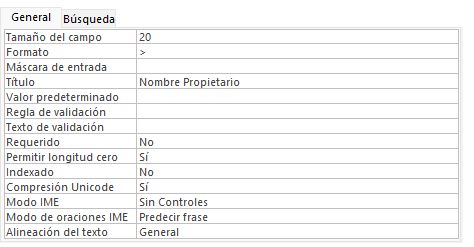 General Búsqueda
Tamaño del campo 20
Formato >
Máscara de entrada
Título Nombre Propietario
Valor predeterminado
Regla de validación
Texto de validación
Requerido No
Permitir longitud cero Sí
Indexado No
Compresión Unicode Sí
Modo IME Sin Controles
Modo de oraciones IME Predecir frase
Alineación del texto General